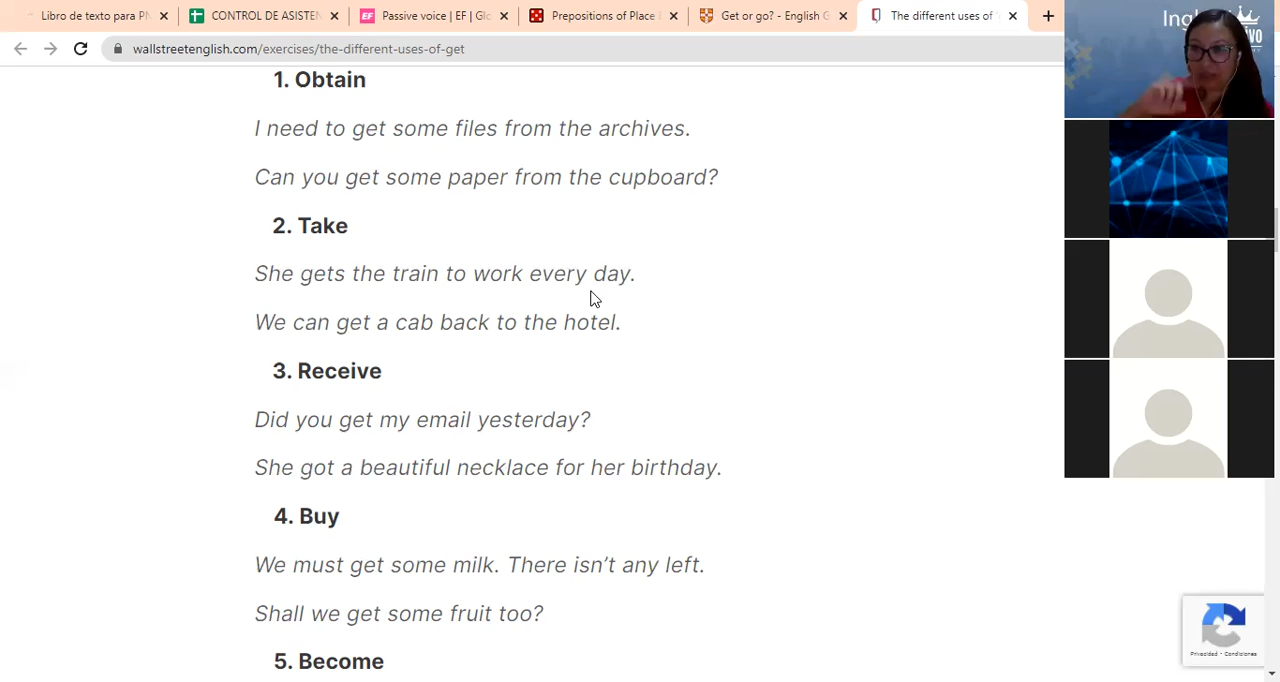 Libro de texto para PN
CONTROL DE ASISTEN
EF Passive voice | EF | Glo
Prepositions of Place
Get or go? - English G
The different uses of
wallstreetenglish.com/exercises/the-different-uses-of-get
1. Obtain
I need to get some files from the archives.
Can you get some paper from the cupboard?
2. Take
She gets the train to work every day.
We can get a cab back to the hotel.
3. Receive
Did you get my email yesterday?
She got a beautiful necklace for her birthday.
4. Buy
We must get some milk. There isn’t any left.
Shall we get some fruit too?
5. Become
Privacidad - Condiciones